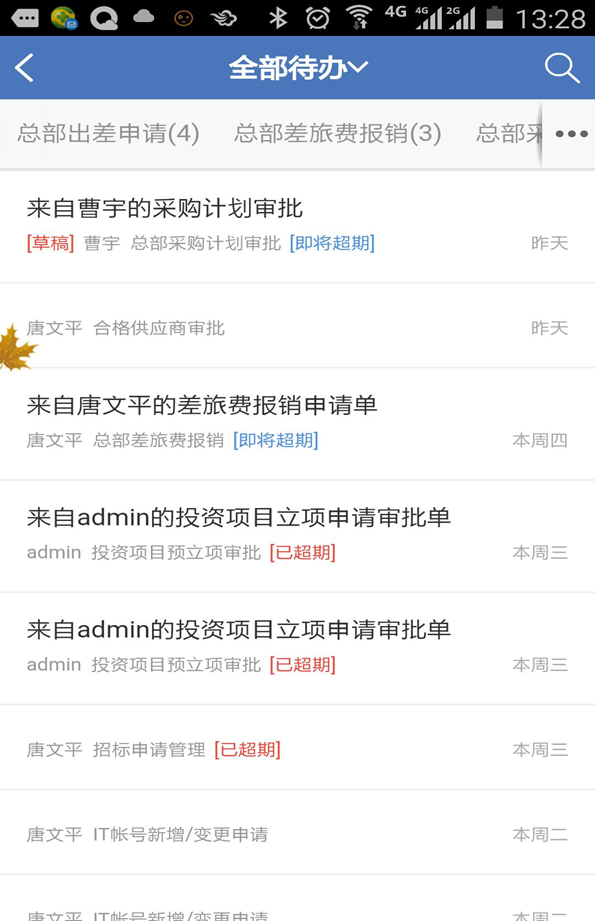 4G 4G 2G 13:28
全部待办
总部出差申请(4) 总部差旅费报销(3) 总部采
来自曹宇的采购计划审批
[草稿] 曹宇 总部采购计划审批 [即将超期] 昨天
唐文平 合格供应商审批 昨天
来自唐文平的差旅费报销申请单
唐文平 总部差旅费报销 [即将超期] 本周四
来自admin的投资项目立项申请审批单
admin 投资项目预立项审批 [已超期] 本周三
来自admin的投资项目立项申请审批单
admin 投资项目预立项审批 [已超期] 本周三
唐文平 招标申请管理 [已超期] 本周三
唐文平 IT帐号新增/变更申请 本周二
唐文平 IT帐号新增/变更申请 本周二